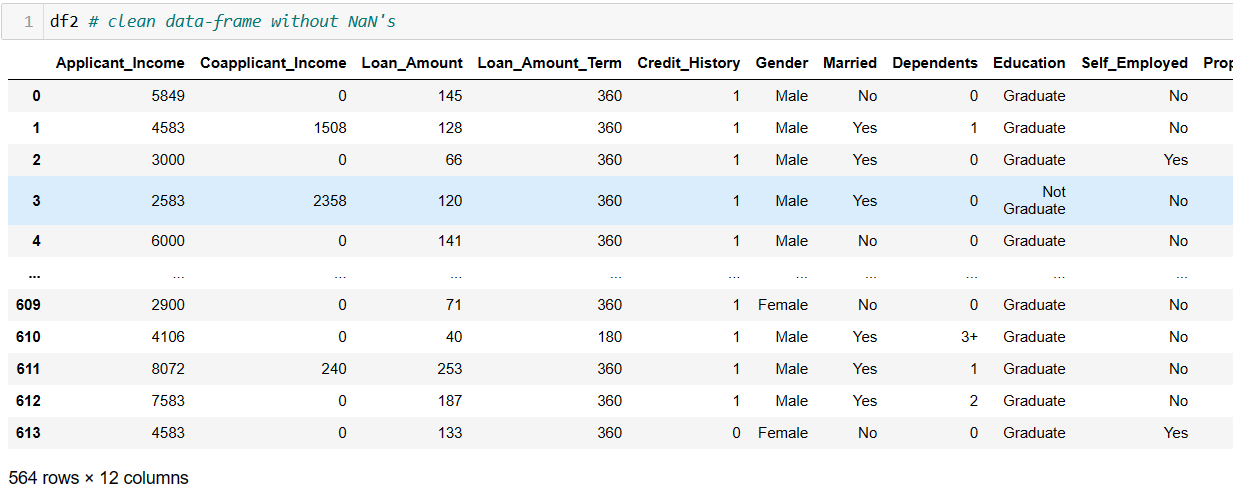 1 df2 # clean data-frame without NaN's
Applicant_Income Coapplicant_Income Loan_Amount Loan_Amount_Term Credit_History Gender Married Dependents Education Self_Employed Prop
0 5849 0 145 360 1 Male No 0 Graduate No
1 4583 1508 128 360 1 Male Yes 1 Graduate No
2 3000 0 66 360 1 Male Yes 0 Graduate Yes
3 2583 2358 120 360 1 Male Yes 0 Not Graduate No
4 6000 0 141 360 1 Male No 0 Graduate No
... ... ... ... ... ... ... ... ... ... ...
609 2900 0 71 360 1 Female No 0 Graduate No
610 4106 0 40 180 1 Male Yes 3+ Graduate No
611 8072 240 253 360 1 Male Yes 1 Graduate No
612 7583 0 187 360 1 Male Yes 2 Graduate No
613 4583 0 133 360 0 Female No 0 Graduate Yes
564 rows × 12 columns